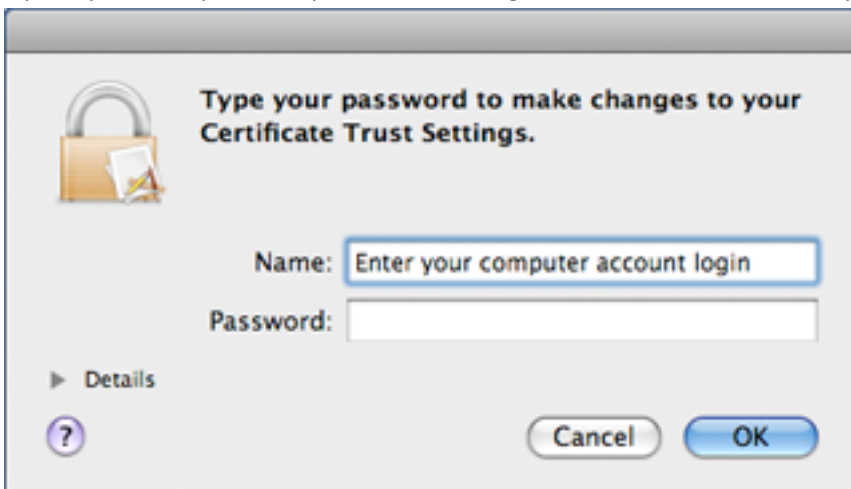 Type your password to make changes to your
Certificate Trust Settings.
Name: Enter your computer account login
Password:
Details
?
Cancel OK